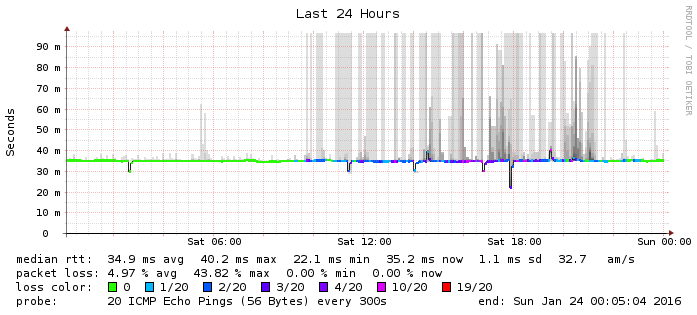 Last 24 Hours
RRDTOOL / TOBI OETIKER
Seconds
90 m
80 m
70 m
60 m
50 m
40 m
30 m
20 m
10 m
0
Sat 06:00 Sat 12:00 Sat 18:00 Sun 00:00
median rtt: 34.9 ms avg 40.2 ms max 22.1 ms min 35.2 ms now 1.1 ms sd 32.7 am/s
packet loss: 4.97 % avg 43.82 % max 0.00 % min 0.00 % now
loss color: 0 1/20 2/20 3/20 4/20 10/20 19/20
probe: 20 ICMP Echo Pings (56 Bytes) every 300s end: Sun Jan 24 00:05:04 2016